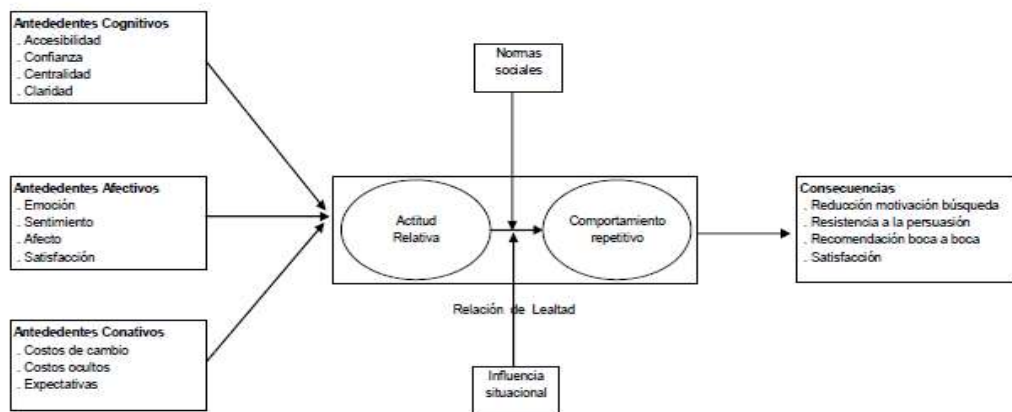 Antededentes Cognitivos
. Accesibilidad
. Confianza
. Centralidad
. Claridad
Normas
sociales
Antededentes Afectivos
. Emoción
. Sentimiento
. Afecto
. Satisfacción
Actitud
Relativa
Comportamiento
repetitivo
Consecuencias
. Reducción motivación búsqueda
. Resistencia a la persuasión
. Recomendación boca a boca
. Satisfacción
Relación de Lealtad
Antededentes Conativos
. Costos de cambio
. Costos ocultos
. Expectativas
Influencia
situacional